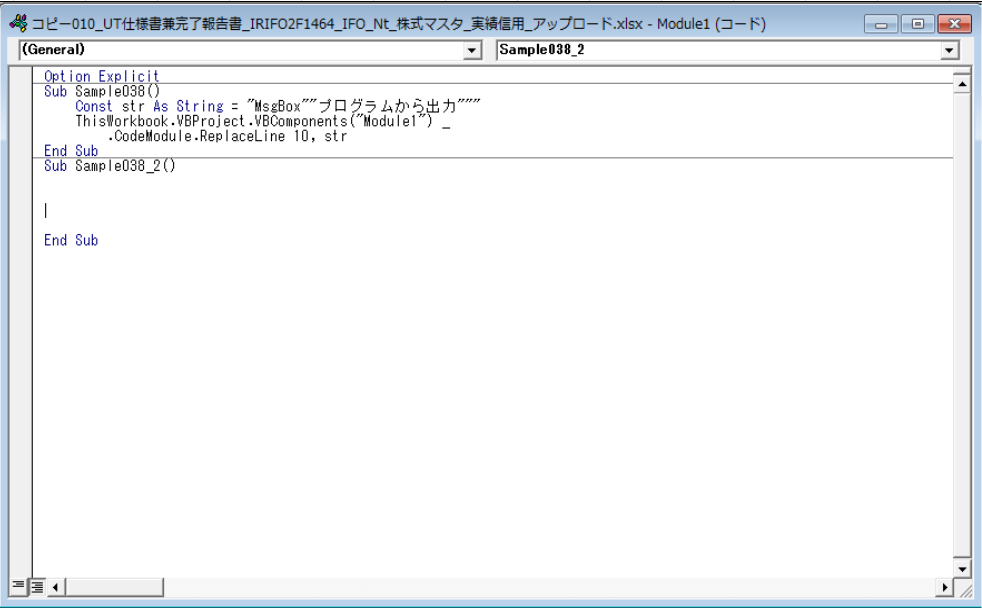 コピー010_UT仕様書兼完了報告書_IRIFO2F1464_IFO_Nt_株式マスタ_実績信用_アップロード.xlsx - Module1 (コード)
(General) Sample038_2
Option Explicit
Sub Sample038()
    Const str As String = "MsgBox""プログラムから出力"""
    ThisWorkbook.VBProject.VBComponents("Module1") _
        .CodeModule.ReplaceLine 10, str
End Sub
Sub Sample038_2()
End Sub